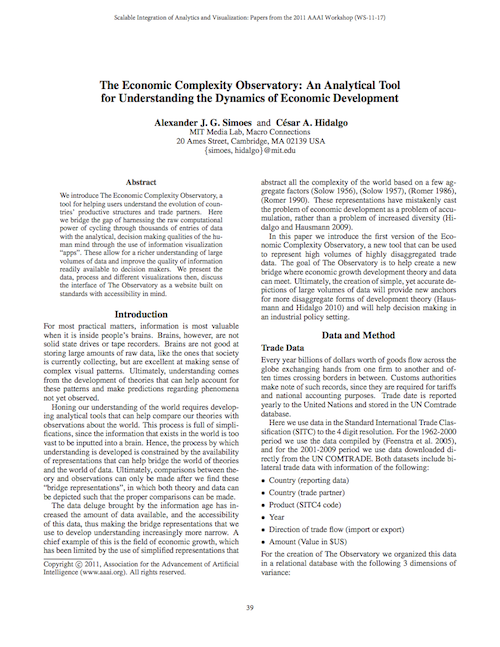 Scalable Integration of Analytics and Visualization: Papers from the 2011 AAAI Workshop (WS-11-17)
The Economic Complexity Observatory: An Analytical Tool
for Understanding the Dynamics of Economic Development
Alexander J. G. Simoes and César A. Hidalgo
MIT Media Lab, Macro Connections
20 Ames Street, Cambridge, MA 02139 USA
{simoes, hidalgo}@mit.edu
Abstract
We introduce The Economic Complexity Observatory, a
tool for helping users understand the evolution of coun-
tries' productive structures and trade partners. Here
we bridge the gap of harnessing the raw computational
power of cycling through thousands of entries of data
with the analytical, decision making qualities of the hu-
man mind through the use of information visualization
"apps". These allow for a richer understanding of large
volumes of data and improve the quality of information
readily available to decision makers. We present the
data, process and different visualizations then, discuss
the interface of The Observatory as a website built on
standards with accessibility in mind.
Introduction
For most practical matters, information is most valuable
when it is inside people's brains. Brains, however, are not
solid state drives or tape recorders. Brains are not good at
storing large amounts of raw data, like the ones that society
is currently collecting, but are excellent at making sense of
complex visual patterns. Ultimately, understanding comes
from the development of theories that can help account for
these patterns and make predictions regarding phenomena
not yet observed.
Honing our understanding of the world requires develop-
ing analytical tools that can help compare our theories with
observations about the world. This process is full of simpli-
fications, since the information that exists in the world is too
vast to be inputted into a brain. Hence, the process by which
understanding is developed is constrained by the availability
of representations that can help bridge the world of theories
and the world of data. Ultimately, comparisons between the-
ory and observations can only be made after we find these
"bridge representations", in which both theory and data can
be depicted such that the proper comparisons can be made.
The data deluge brought by the information age has in-
creased the amount of data available, and the accessibility
of this data, thus making the bridge representations that we
use to develop understanding increasingly more narrow. A
chief example of this is the field of economic growth, which
has been limited by the use of simplified representations that
Copyright © 2011, Association for the Advancement of Artificial
Intelligence (www.aaai.org). All rights reserved.
abstract all the complexity of the world based on a few ag-
gregate factors (Solow 1956), (Solow 1957), (Romer 1986),
(Romer 1990). These representations have mistakenly cast
the problem of economic development as a problem of accu-
mulation, rather than a problem of increased diversity (Hi-
dalgo and Hausmann 2009).
In this paper we introduce the first version of the Eco-
nomic Complexity Observatory, a new tool that can be used
to represent high volumes of highly disaggregated trade
data. The goal of The Observatory is to help create a new
bridge where economic growth development theory and data
can meet. Ultimately, the creation of simple, yet accurate de-
pictions of large volumes of data will provide new anchors
for more disaggregate forms of development theory (Haus-
mann and Hidalgo 2010) and will help decision making in
an industrial policy setting.
Data and Method
Trade Data
Every year billions of dollars worth of goods flow across the
globe exchanging hands from one firm to another and of-
ten times crossing borders in between. Customs authorities
make note of such records, since they are required for tariffs
and national accounting purposes. Trade date is reported
yearly to the United Nations and stored in the UN Comtrade
database.
Here we use data in the Standard International Trade Clas-
sification (SITC) to the 4 digit resolution. For the 1962-2000
period we use the data compiled by (Feenstra et al. 2005),
and for the 2001-2009 period we use data downloaded di-
rectly from the UN COMTRADE. Both datasets include bi-
lateral trade data with information of the following:
• Country (reporting data)
• Country (trade partner)
• Product (SITC4 code)
• Year
• Direction of trade flow (import or export)
• Amount (Value in $US)
For the creation of The Observatory we organized this data
in a relational database with the following 3 dimensions of
variance:
39